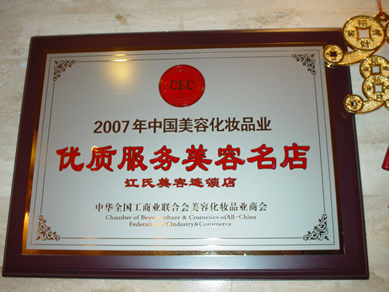 2007年中国美容化妆品业
优质服务美容名店
江氏美容连锁店
中华全国工商业联合会美容化妆品业商会
Chamber of Beauty Culture & Cosmetics of All-China
Federation of Industry & Commerce